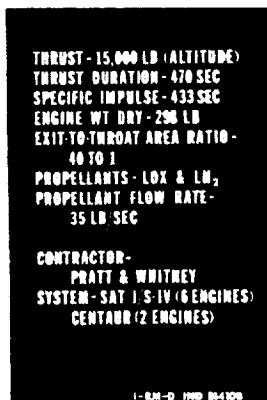 THRUST - 15,000 LB (ALTITUDE)
THRUST DURATION - 470 SEC
SPECIFIC IMPULSE - 433 SEC
ENGINE WT DRY - 296 LB
EXIT-TO-THROAT AREA RATIO -
40 TO 1
PROPELLANTS - LOX & LH₂
PROPELLANT FLOW RATE -
35 LB/SEC
CONTRACTOR -
PRATT & WHITNEY
SYSTEM - SAT I/S-IV (6 ENGINES)
CENTAUR (2 ENGINES)